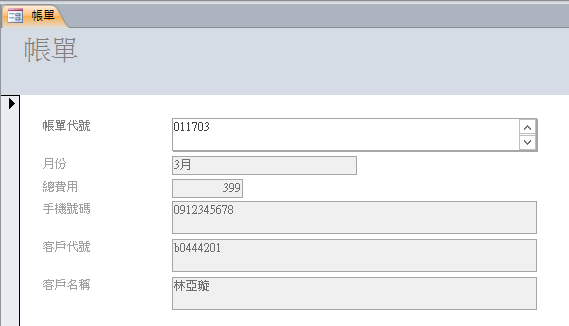 帳單
帳單
帳單代號 011703
月份 3月
總費用 399
手機號碼 0912345678
客戶代號 b0444201
客戶名稱 林亞璇